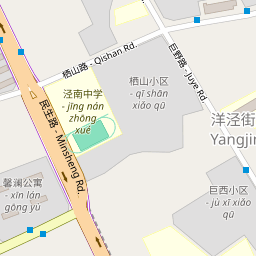 栖山路 - Qishan Rd.
巨野路 - Juye Rd
泾南中学
- jīng nán
zhōng
xué
栖山小区
- qī shān
xiǎo qū
民生路 - Minsheng Rd.
洋泾街
Yangjin
馨澜公寓
- xīn lán
gōng yù
巨西小区
- jù xī xiǎo
qū